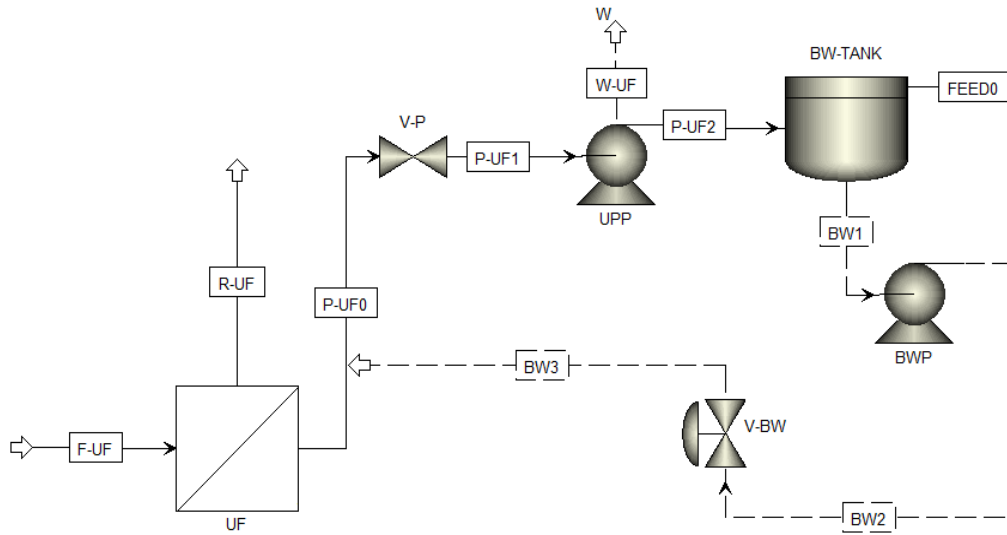 W
BW-TANK
W-UF
FEED0
V-P
P-UF1
P-UF2
UPP
BW1
R-UF
P-UF0
BWP
BW3
V-BW
F-UF
UF
BW2